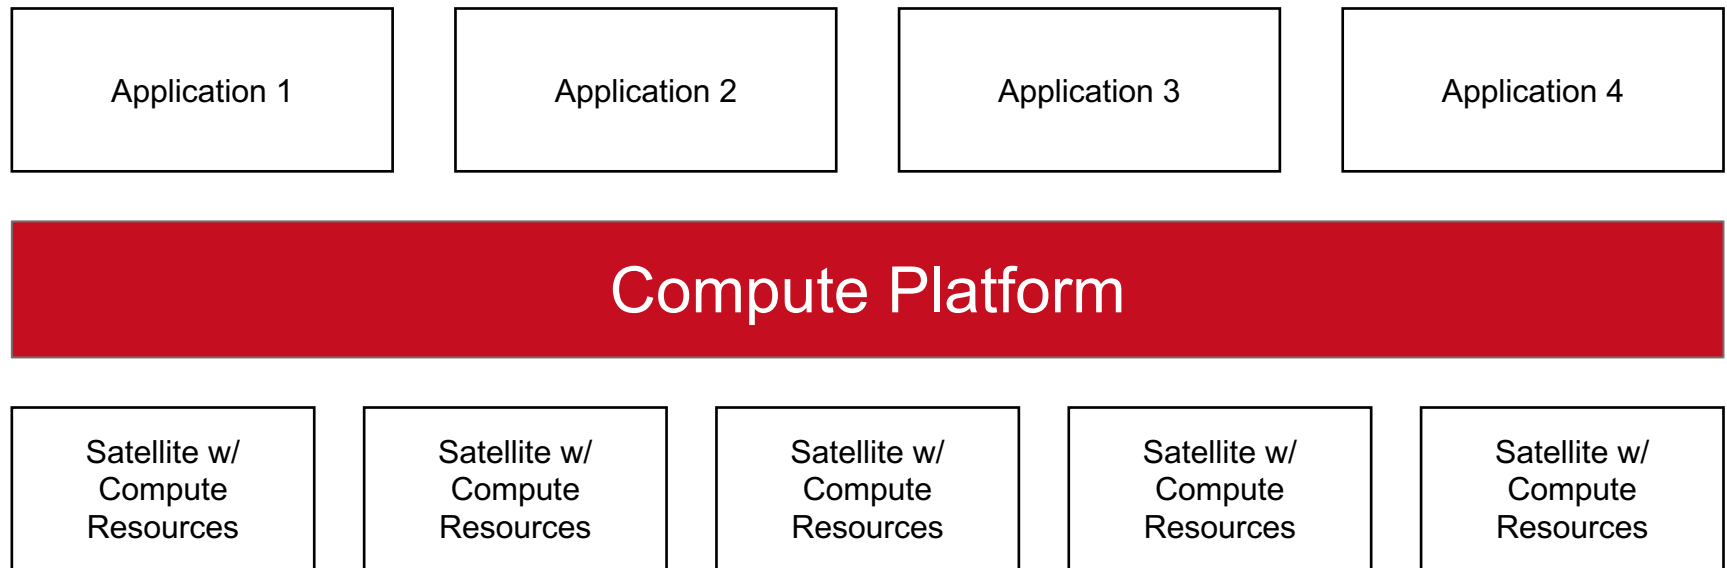 Application 1
Application 2
Application 3
Application 4
Compute Platform
Satellite w/
Compute
Resources
Satellite w/
Compute
Resources
Satellite w/
Compute
Resources
Satellite w/
Compute
Resources
Satellite w/
Compute
Resources